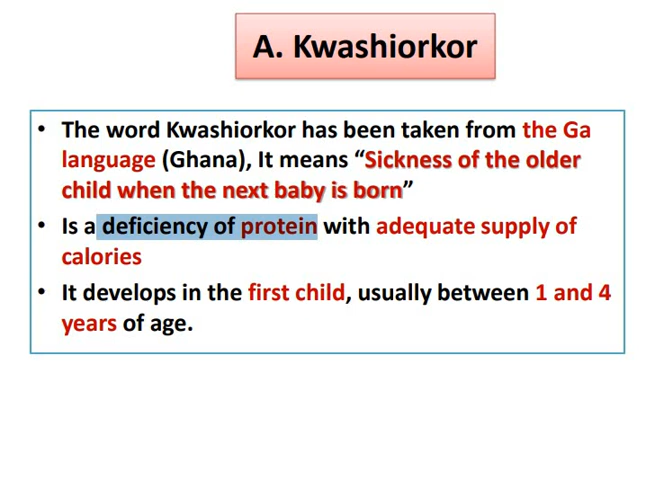 A. Kwashiorkor
• The word Kwashiorkor has been taken from the Ga
language (Ghana), It means “Sickness of the older
child when the next baby is born”
• Is a deficiency of protein with adequate supply of
calories
• It develops in the first child, usually between 1 and 4
years of age.